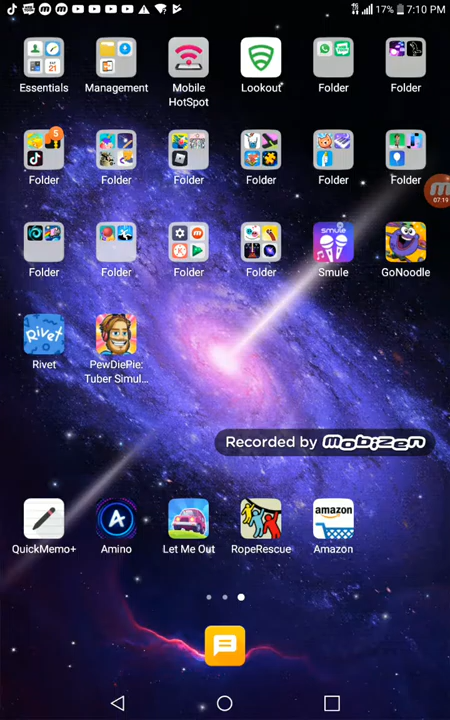 17% 7:10 PM
Essentials
Management
Mobile
HotSpot
Lookout
Folder
Folder
5
Folder
Folder
Folder
Folder
Folder
Folder
07:19
Folder
Folder
Folder
Folder
smule
Smule
GoNoodle
Rivet
Rivet
PewDiePie:
Tuber Simul...
Recorded by mobizen
QuickMemo+
A
Amino
Let Me Out
RopeRescue
amazon
Amazon